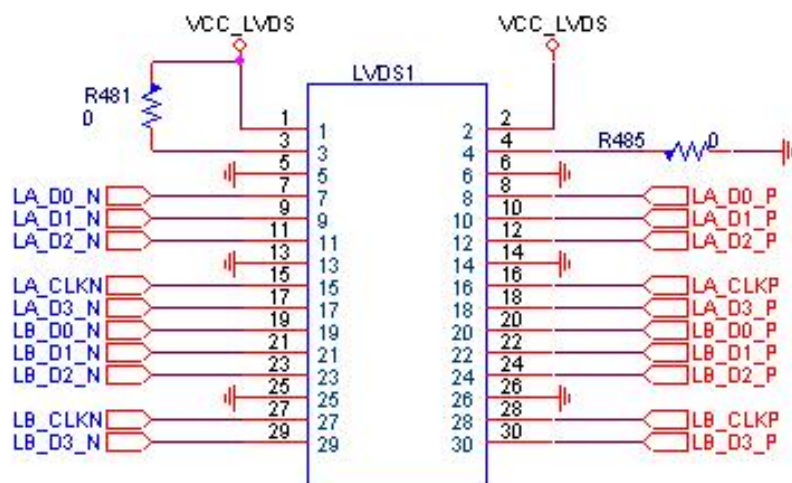 VCC_LVDS VCC_LVDS
LVDS1
R481
0
1 1 2 2
3 3 4 4 R485 0
5 5 6 6
LA_D0_N 7 7 8 8 LA_D0_P
LA_D1_N 9 9 10 10 LA_D1_P
LA_D2_N 11 11 12 12 LA_D2_P
13 13 14 14
LA_CLKN 15 15 16 16 LA_CLKP
LA_D3_N 17 17 18 18 LA_D3_P
LB_D0_N 19 19 20 20 LB_D0_P
LB_D1_N 21 21 22 22 LB_D1_P
LB_D2_N 23 23 24 24 LB_D2_P
25 25 26 26
LB_CLKN 27 27 28 28 LB_CLKP
LB_D3_N 29 29 30 30 LB_D3_P